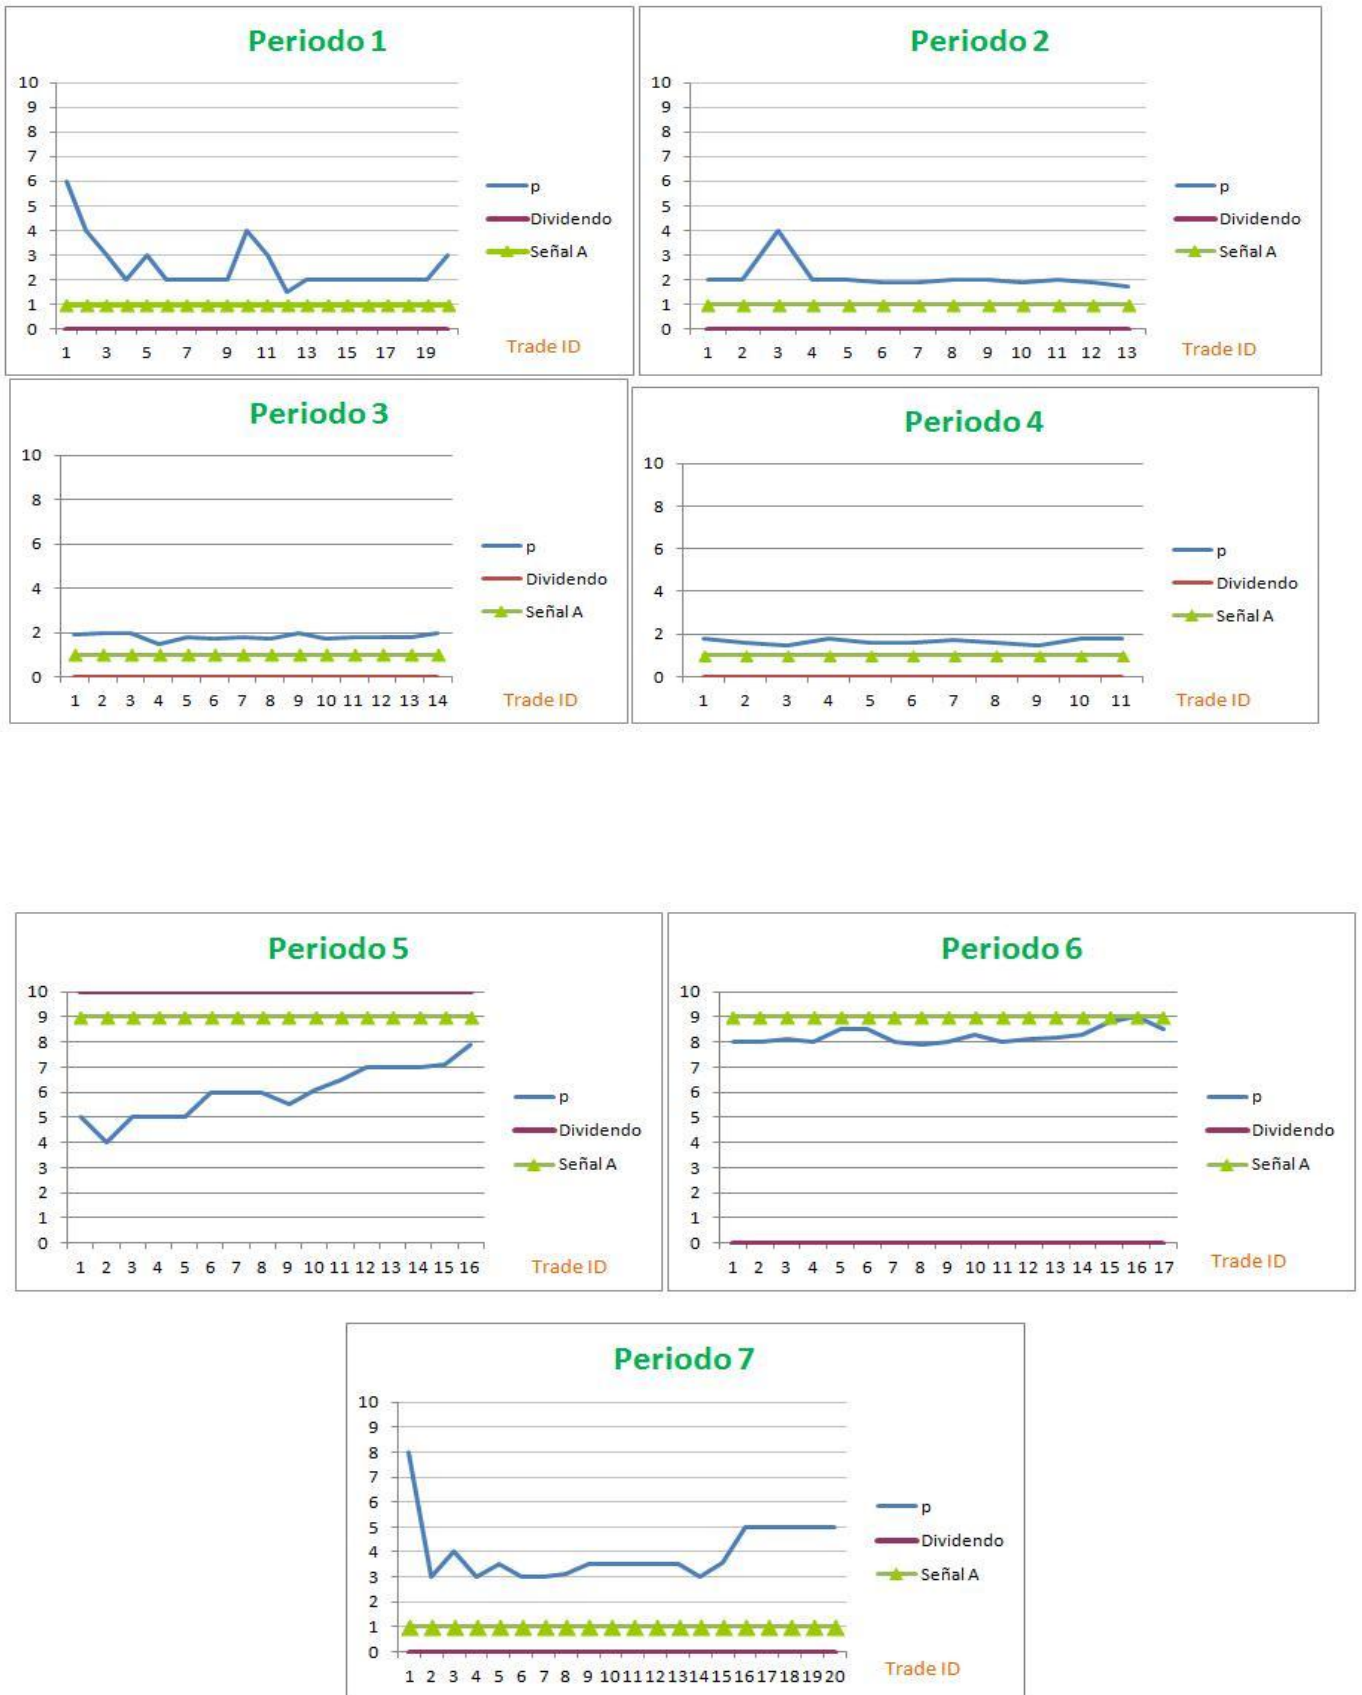 Periodo 1
10
9
8
7
6
5
4
3
2
1
0
1 3 5 7 9 11 13 15 17 19
p
Dividendo
Señal A
Trade ID
Periodo 2
10
9
8
7
6
5
4
3
2
1
0
1 2 3 4 5 6 7 8 9 10 11 12 13
p
Dividendo
Señal A
Trade ID
Periodo 3
10
8
6
4
2
0
1 2 3 4 5 6 7 8 9 10 11 12 13 14
p
Dividendo
Señal A
Trade ID
Periodo 4
10
8
6
4
2
0
1 2 3 4 5 6 7 8 9 10 11
p
Dividendo
Señal A
Trade ID
Periodo 5
10
9
8
7
6
5
4
3
2
1
0
1 2 3 4 5 6 7 8 9 10 11 12 13 14 15 16
p
Dividendo
Señal A
Trade ID
Periodo 6
10
9
8
7
6
5
4
3
2
1
0
1 2 3 4 5 6 7 8 9 10 11 12 13 14 15 16 17
p
Dividendo
Señal A
Trade ID
Periodo 7
10
9
8
7
6
5
4
3
2
1
0
1 2 3 4 5 6 7 8 9 10 11 12 13 14 15 16 17 18 19 20
p
Dividendo
Señal A
Trade ID